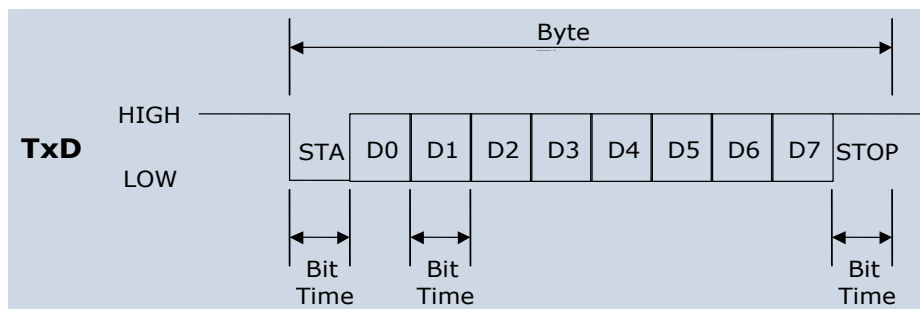 Byte
HIGH
TxD
STA
D0
D1
D2
D3
D4
D5
D6
D7
STOP
LOW
Bit
Time
Bit
Time
Bit
Time